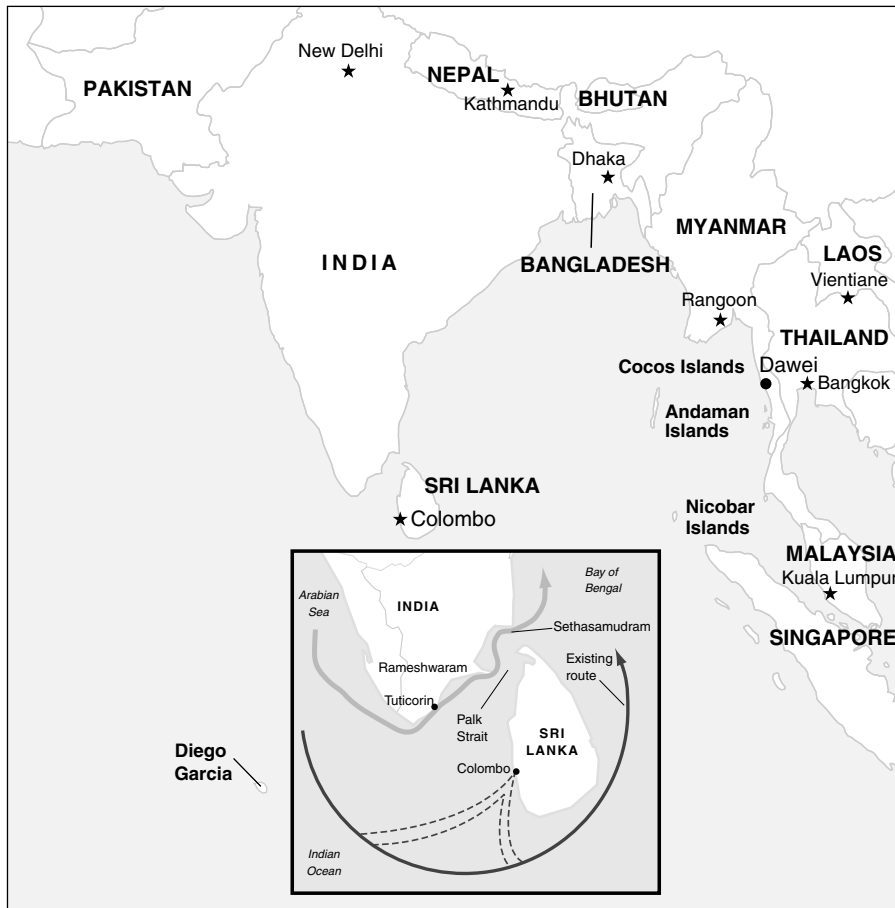 New Delhi
PAKISTAN
NEPAL
Kathmandu
BHUTAN
Dhaka
INDIA
BANGLADESH
MYANMAR
LAOS
Vientiane
Rangoon
THAILAND
Cocos Islands
Dawei
Bangkok
Andaman
Islands
SRI LANKA
Colombo
Nicobar
Islands
MALAYSIA
Kuala Lumpur
SINGAPORE
Diego
Garcia
Arabian
Sea
INDIA
Bay of
Bengal
Sethasamudram
Rameshwaram
Existing
route
Tuticorin
Palk
Strait
SRI
LANKA
Colombo
Indian
Ocean